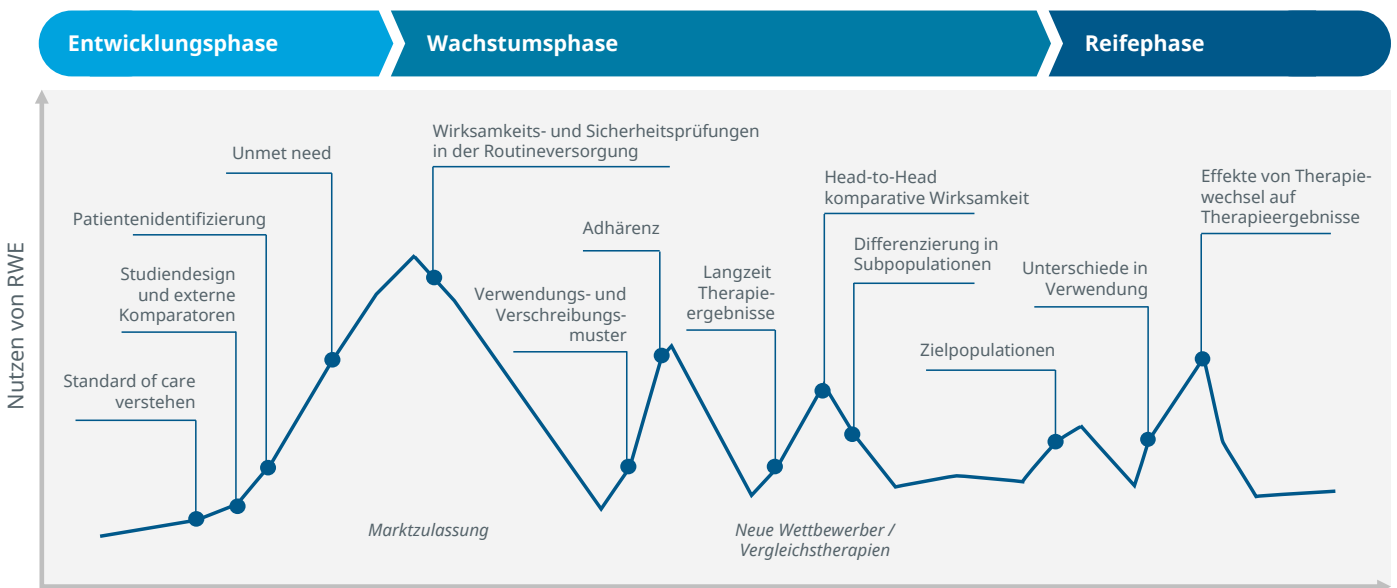 Entwicklungsphase
Wachstumsphase
Reifephase
Nutzen von RWE
Standard of care
verstehen
Studiendesign
und externe
Komparatoren
Patientenidentifizierung
Unmet need
Wirksamkeits- und Sicherheitsprüfungen
in der Routineversorgung
Verwendungs- und
Verschreibungs-
muster
Adhärenz
Langzeit
Therapie-
ergebnisse
Head-to-Head
komparative Wirksamkeit
Differenzierung in
Subpopulationen
Zielpopulationen
Unterschiede in
Verwendung
Effekte von Therapie-
wechsel auf
Therapieergebnisse
Marktzulassung
Neue Wettbewerber /
Vergleichstherapien